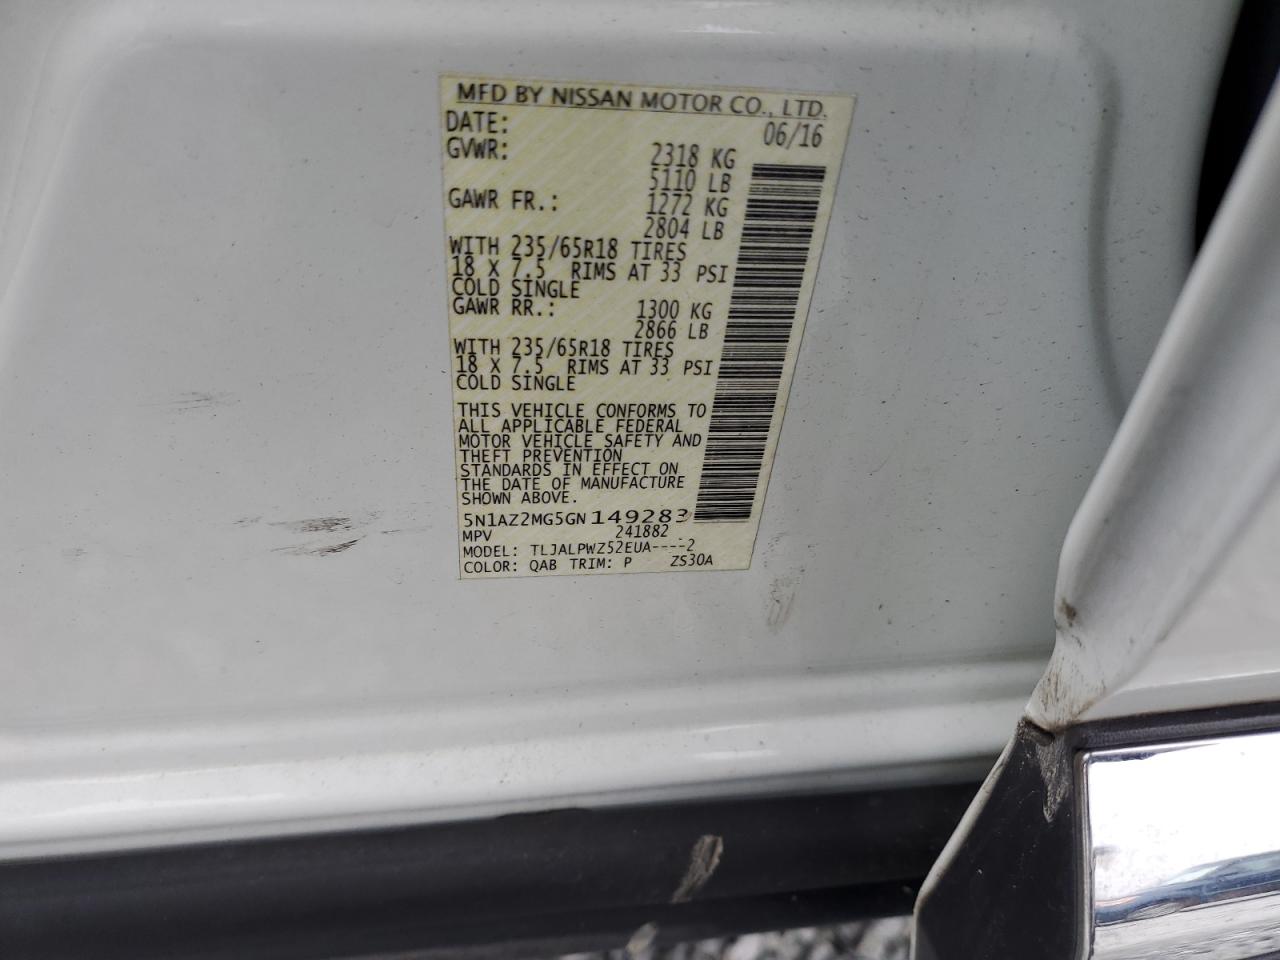 MFD BY NISSAN MOTOR CO., LTD.
DATE: 06/16
GVWR: 2318 KG
5110 LB
GAWR FR.: 1272 KG
2804 LB
WITH 235/65R18 TIRES
18 X 7.5 RIMS AT 33 PSI
COLD SINGLE
GAWR RR.: 1300 KG
2866 LB
WITH 235/65R18 TIRES
18 X 7.5 RIMS AT 33 PSI
COLD SINGLE
THIS VEHICLE CONFORMS TO
ALL APPLICABLE FEDERAL
MOTOR VEHICLE SAFETY AND
THEFT PREVENTION
STANDARDS IN EFFECT ON
THE DATE OF MANUFACTURE
SHOWN ABOVE.
5N1AZ2MG5GN149283
MPV 241882
MODEL: TLJALPWZ52EUA----2
COLOR: QAB TRIM: P ZS30A